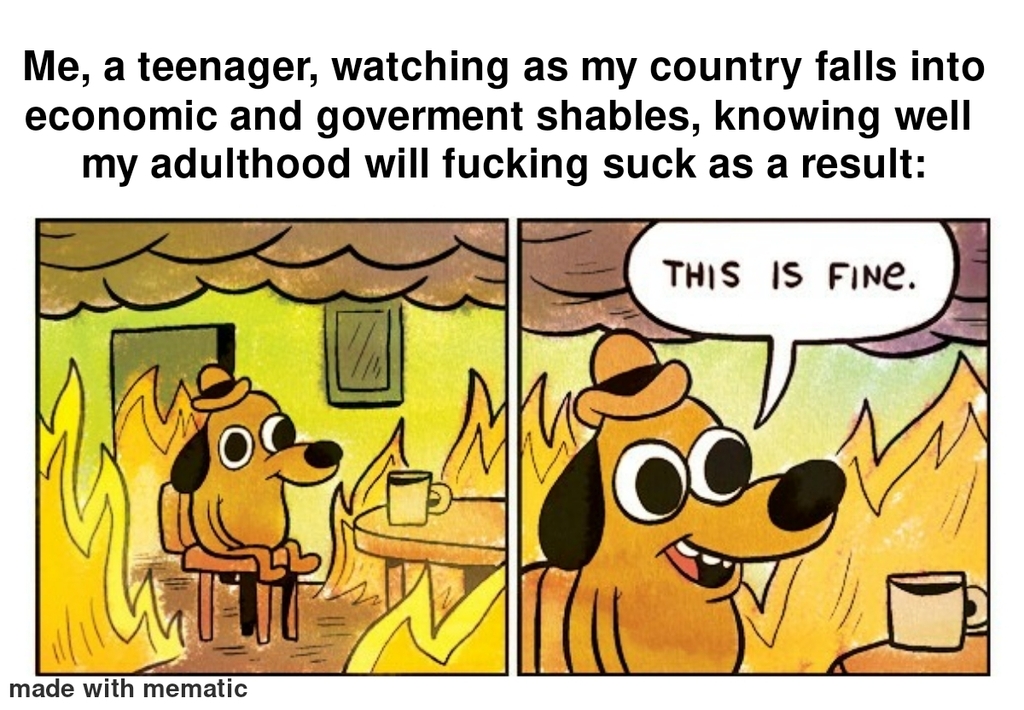 Me, a teenager, watching as my country falls into
economic and goverment shables, knowing well
my adulthood will fucking suck as a result:
THIS IS FINE.
made with mematic